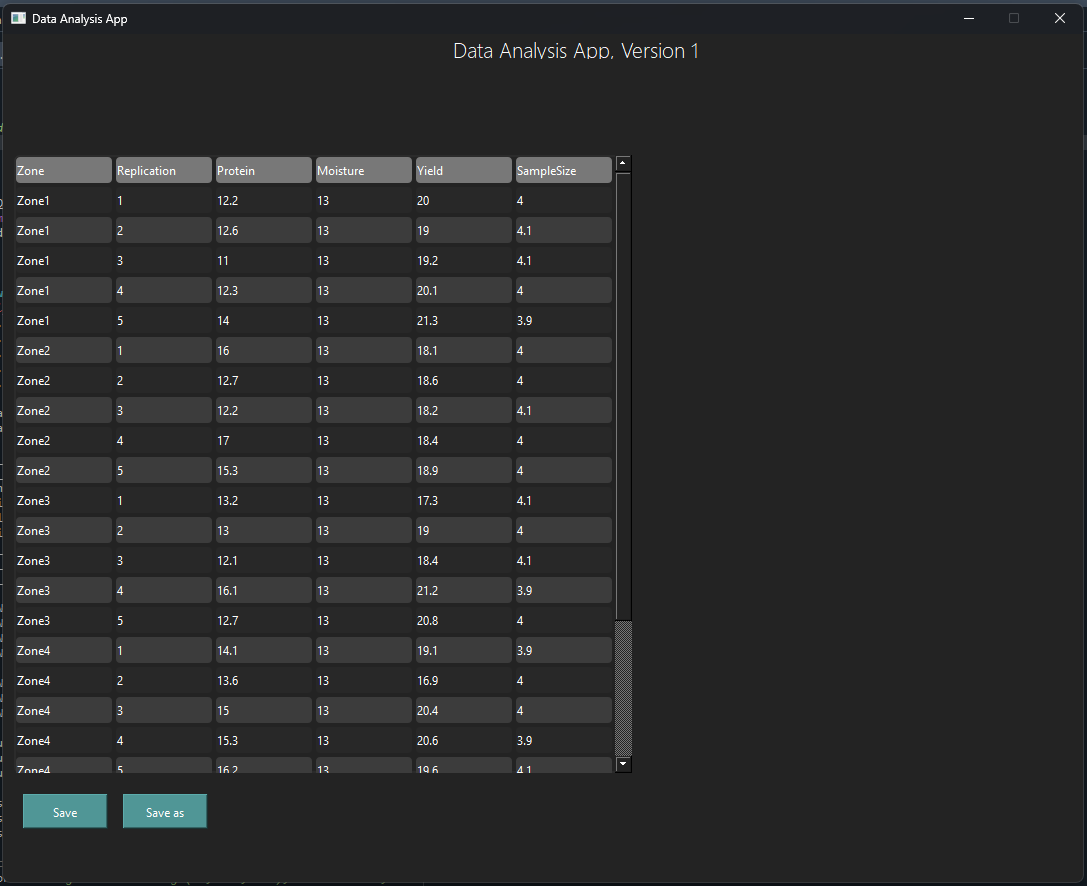 Data Analysis App
Data Analysis App, Version 1
Zone Replication Protein Moisture Yield SampleSize
Zone1 1 12.2 13 20 4
Zone1 2 12.6 13 19 4.1
Zone1 3 11 13 19.2 4.1
Zone1 4 12.3 13 20.1 4
Zone1 5 14 13 21.3 3.9
Zone2 1 16 13 18.1 4
Zone2 2 12.7 13 18.6 4
Zone2 3 12.2 13 18.2 4.1
Zone2 4 17 13 18.4 4
Zone2 5 15.3 13 18.9 4
Zone3 1 13.2 13 17.3 4.1
Zone3 2 13 13 19 4
Zone3 3 12.1 13 18.4 4.1
Zone3 4 16.1 13 21.2 3.9
Zone3 5 12.7 13 20.8 4
Zone4 1 14.1 13 19.1 3.9
Zone4 2 13.6 13 16.9 4
Zone4 3 15 13 20.4 4
Zone4 4 15.3 13 20.6 3.9
Zone4 5 16.2 13 19.6 4.1
Save Save as